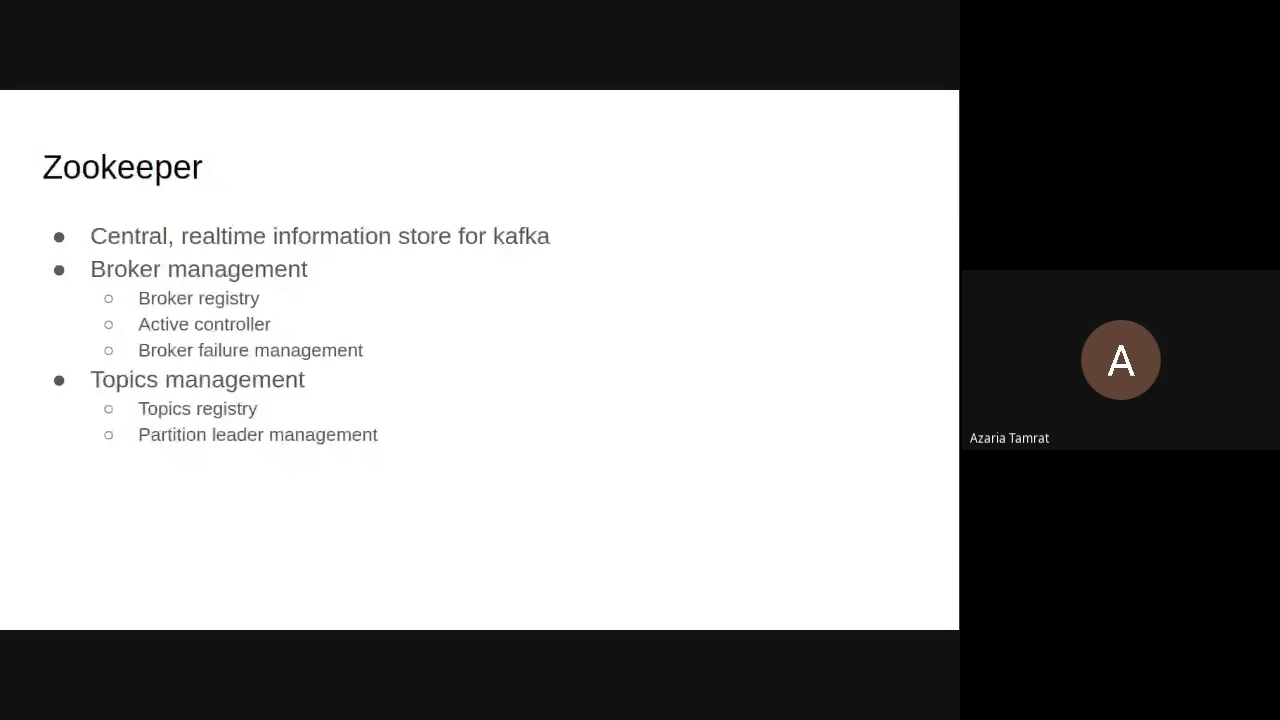 Zookeeper
● Central, realtime information store for kafka
● Broker management
○ Broker registry
○ Active controller
○ Broker failure management
● Topics management
○ Topics registry
○ Partition leader management
A
Azaria Tamrat